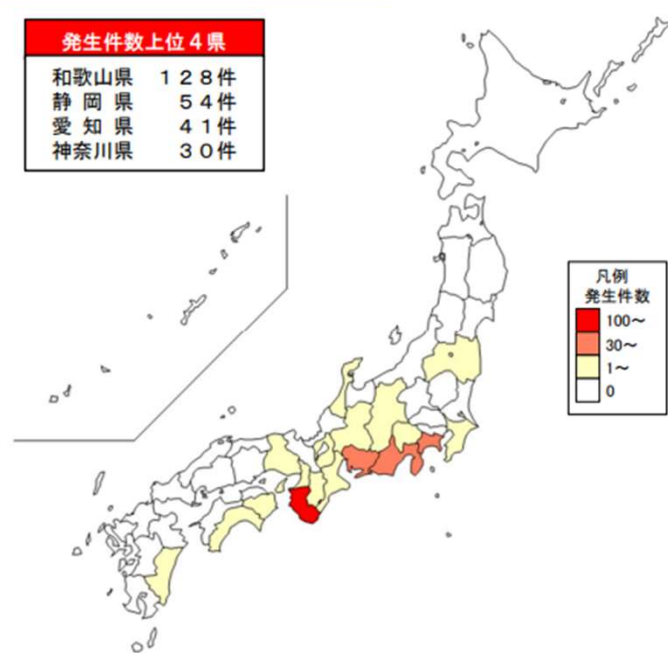 発生件数上位４県
和歌山県　１２８件
静岡県　５４件
愛知県　４１件
神奈川県　３０件
凡例
発生件数
100～
30～
1～
0